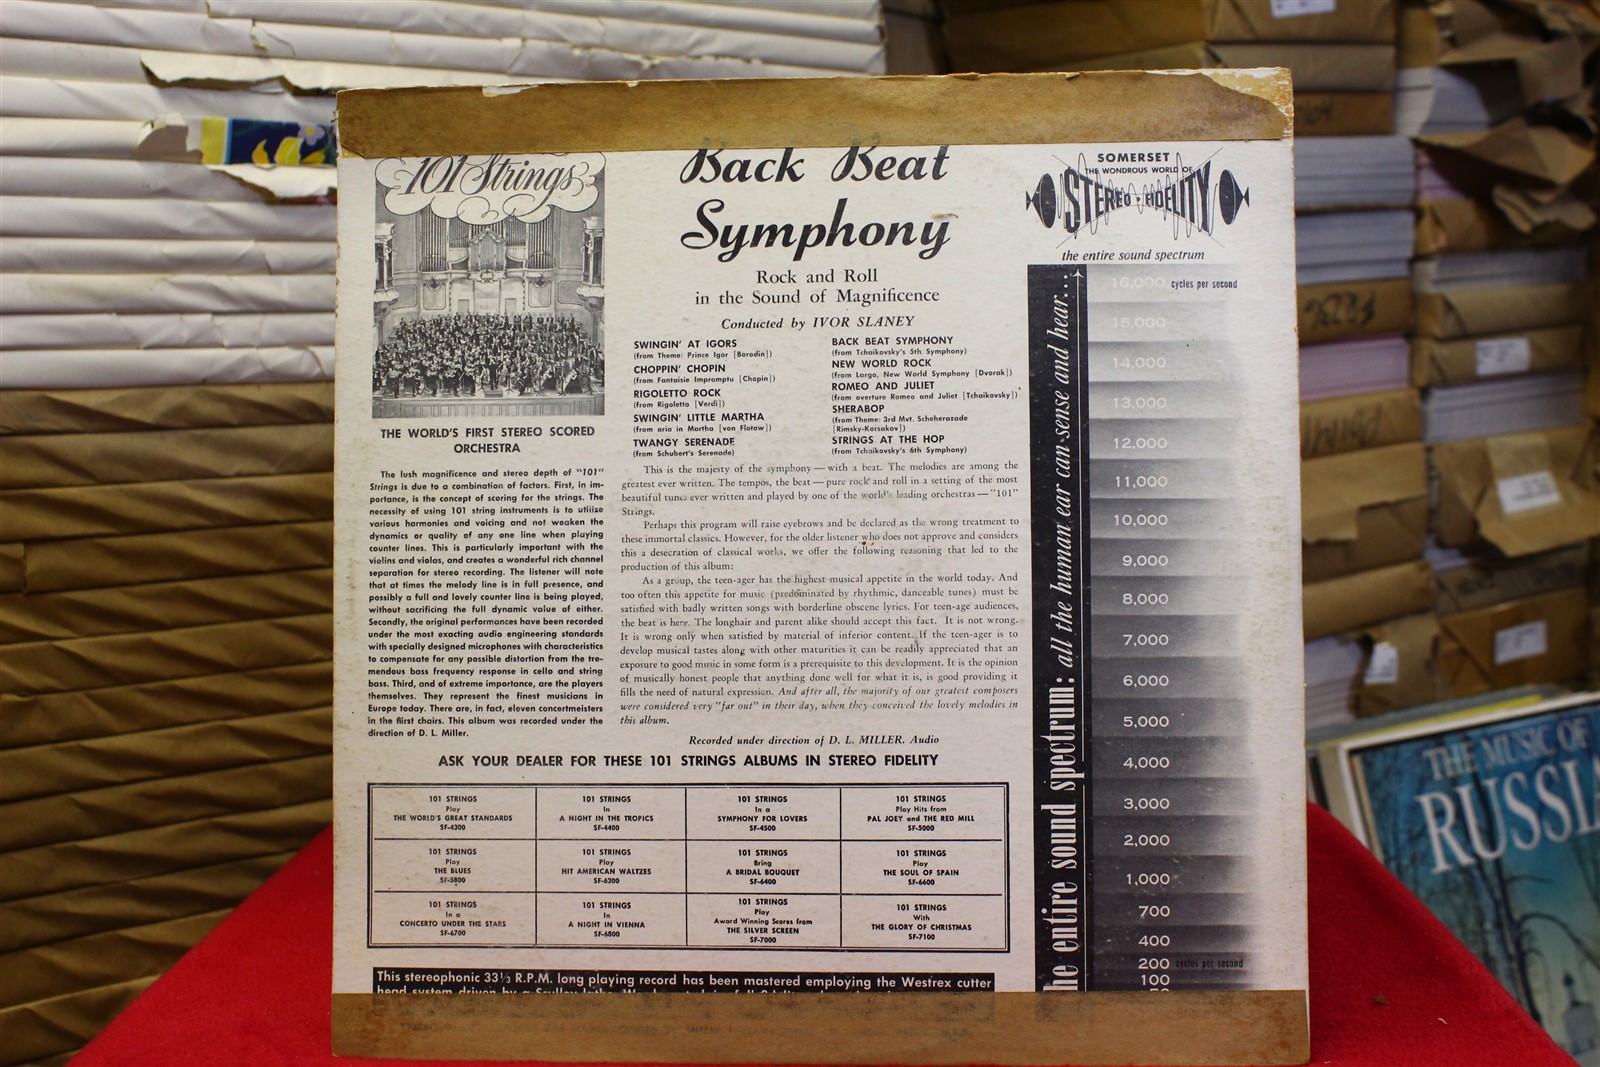 101 Strings
THE WORLD'S FIRST STEREO SCORED
ORCHESTRA
The lush magnificence and stereo depth of "101"
Strings is due to a combination of factors. First, in im-
portance, is the concept of scoring for the strings. The
necessity of using 101 string instruments is to utilize
various harmonies and voicing and not weaken the
dynamics or quality of any one line when playing
counter lines. This is particularly important with the
violins and violas, and creates a wonderful rich channel
separation for stereo recording. The listener will note
that at times the melody line is in full presence, and
possibly a full and lovely counter line is being played,
without sacrificing the full dynamic value of either.
Secondly, the original performances have been recorded
under the most exacting audio engineering standards
with specially designed microphones with characteristics
to compensate for any possible distortion from the tre-
mendous bass frequency response in cello and string
bass. Third, and of extreme importance, are the players
themselves. They represent the finest musicians in
Europe today. There are, in fact, eleven concertmeisters
in the first chairs. This album was recorded under the
direction of D. L. Miller.
Back Beat
Symphony
Rock and Roll
in the Sound of Magnificence
Conducted by IVOR SLANEY
SWINGIN' AT IGORS
(from Theme: Prince Igor [Borodin])
CHOPPIN' CHOPIN
(from Fantaisie Impromptu [Chopin])
RIGOLETTO ROCK
(from Rigoletto [Verdi])
SWINGIN' LITTLE MARTHA
(from aria in Martha [von Flotow])
TWANGY SERENADE
(from Schubert's Serenade)
BACK BEAT SYMPHONY
(from Tchaikovsky's 5th Symphony)
NEW WORLD ROCK
(from Largo, New World Symphony [Dvorak])
ROMEO AND JULIET
(from overture Romeo and Juliet [Tchaikovsky])
SHERABOP
(from Theme: 3rd Mvt. Scheherazade
[Rimsky-Korsakov])
STRINGS AT THE HOP
(from Tchaikovsky's 6th Symphony)
This is the majesty of the symphony — with a beat. The melodies are among the
greatest ever written. The tempos, the beat — pure rock and roll in a setting of the most
beautiful tunes ever written and played by one of the world's leading orchestras — "101"
Strings.
Perhaps this program will raise eyebrows and be declared as the wrong treatment to
these immortal classics. However, for the older listener who does not approve and considers
this a desecration of classical works, we offer the following reasoning that led to the
production of this album:
As a group, the teen-ager has the highest musical appetite in the world today. And
too often this appetite for music (predominated by rhythmic, danceable tunes) must be
satisfied with badly written songs with borderline obscene lyrics. For teen-age audiences,
the beat is here. The longhair and parent alike should accept this fact. It is not wrong.
It is wrong only when satisfied by material of inferior content. If the teen-ager is to
develop musical tastes along with other maturities it can be readily appreciated that an
exposure to good music in some form is a prerequisite to this development. It is the opinion
of musically honest people that anything done well for what it is, is good providing it
fills the need of natural expression. And after all, the majority of our greatest composers
were considered very "far out" in their day, when they conceived the lovely melodies in
this album.
Recorded under direction of D. L. MILLER. Audio
SOMERSET
THE WONDROUS WORLD OF
STEREO-FIDELITY
the entire sound spectrum
he entire sound spectrum: all the human ear can sense and hear...
16,000 cycles per second
15,000
14,000
13,000
12,000
11,000
10,000
9,000
8,000
7,000
6,000
5,000
4,000
3,000
2,000
1,000
700
400
200 cycles per second
100
50
ASK YOUR DEALER FOR THESE 101 STRINGS ALBUMS IN STEREO FIDELITY
101 STRINGS
Play
THE WORLD'S GREAT STANDARDS
SF-4300
101 STRINGS
In
A NIGHT IN THE TROPICS
SF-4400
101 STRINGS
In a
SYMPHONY FOR LOVERS
SF-4500
101 STRINGS
Play Hits from
PAL JOEY and THE RED MILL
SF-5000
101 STRINGS
Play
THE BLUES
SF-5800
101 STRINGS
Play
HIT AMERICAN WALTZES
SF-6200
101 STRINGS
Bring
A BRIDAL BOUQUET
SF-6400
101 STRINGS
Play
THE SOUL OF SPAIN
SF-6600
101 STRINGS
In a
CONCERTO UNDER THE STARS
SF-6700
101 STRINGS
In
A NIGHT IN VIENNA
SF-6800
101 STRINGS
Play
Award Winning Scores from
THE SILVER SCREEN
SF-7000
101 STRINGS
With
THE GLORY OF CHRISTMAS
SF-7100
This stereophonic 33⅓ R.P.M. long playing record has been mastered employing the Westrex cutter
head system driven by a Scully lathe.
THE MUSIC OF
RUSSIA